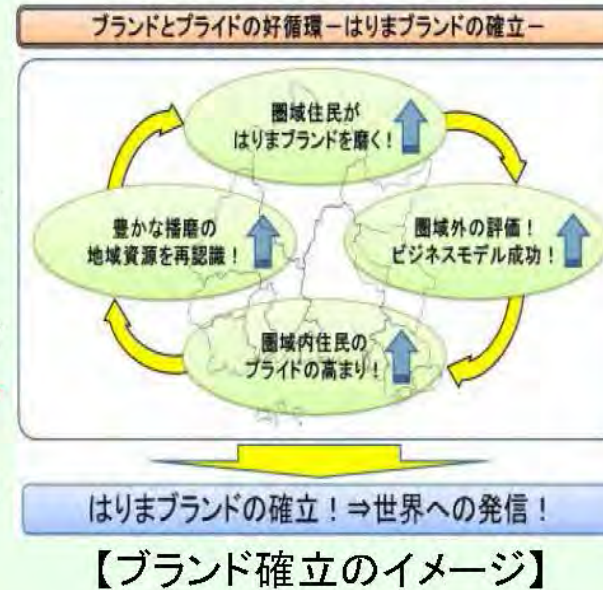 ブランドとプライドの好循環－はりまブランドの確立－
圏域住民が
はりまブランドを磨く！
豊かな播磨の
地域資源を再認識！
圏域外の評価！
ビジネスモデル成功！
圏域内住民の
プライドの高まり！
はりまブランドの確立！⇒世界への発信！
【ブランド確立のイメージ】